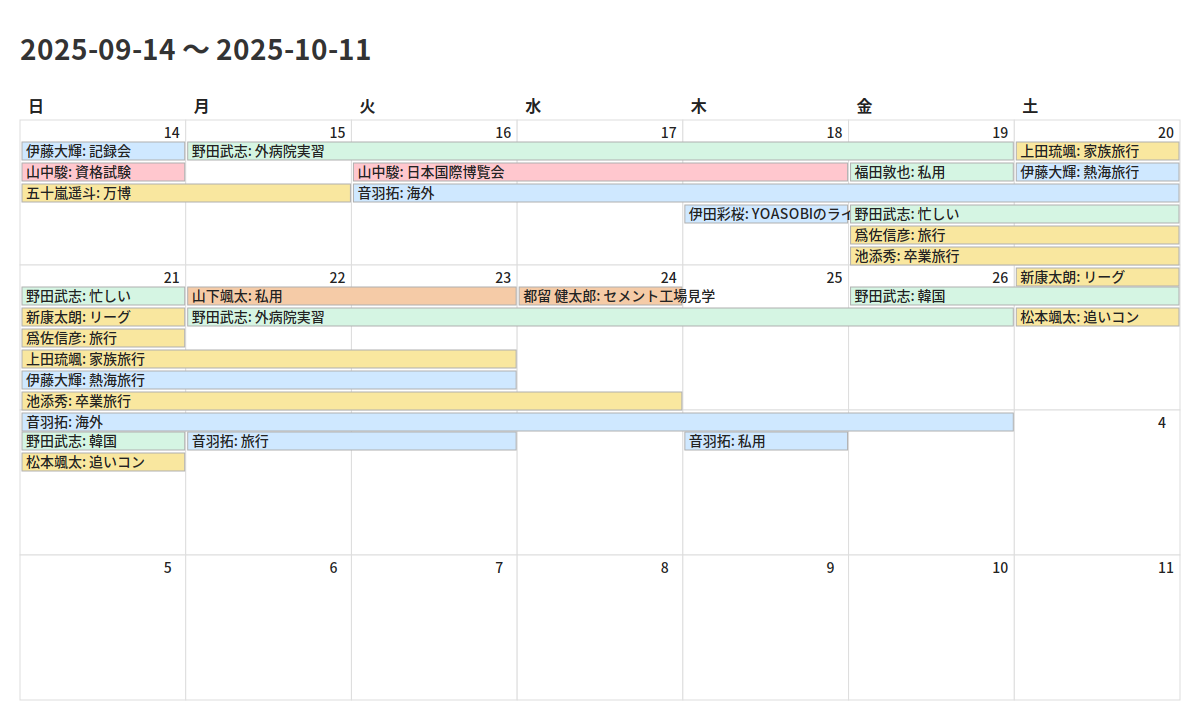 2025-09-14 〜 2025-10-11
日 月 火 水 木 金 土
14 15 16 17 18 19 20
伊藤大輝: 記録会 野田武志: 外病院実習 上田琉颯: 家族旅行
山中駿: 資格試験 山中駿: 日本国際博覧会 福田敦也: 私用 伊藤大輝: 熱海旅行
五十嵐遥斗: 万博 音羽拓: 海外
伊田彩桜: YOASOBIのライ 野田武志: 忙しい
爲佐信彦: 旅行
池添秀: 卒業旅行
21 22 23 24 25 26 新康太朗: リーグ
野田武志: 忙しい 山下颯太: 私用 都留 健太郎: セメント工場見学 野田武志: 韓国
新康太朗: リーグ 野田武志: 外病院実習 松本颯太: 追いコン
爲佐信彦: 旅行
上田琉颯: 家族旅行
伊藤大輝: 熱海旅行
池添秀: 卒業旅行
音羽拓: 海外 4
野田武志: 韓国 音羽拓: 旅行 音羽拓: 私用
松本颯太: 追いコン
5 6 7 8 9 10 11